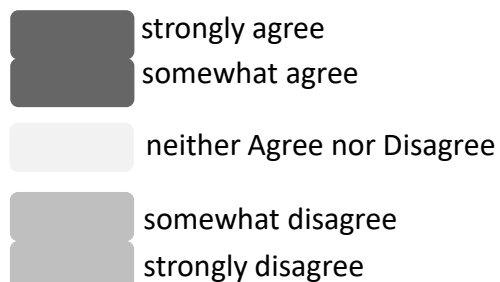 strongly agree
somewhat agree
neither Agree nor Disagree
somewhat disagree
strongly disagree